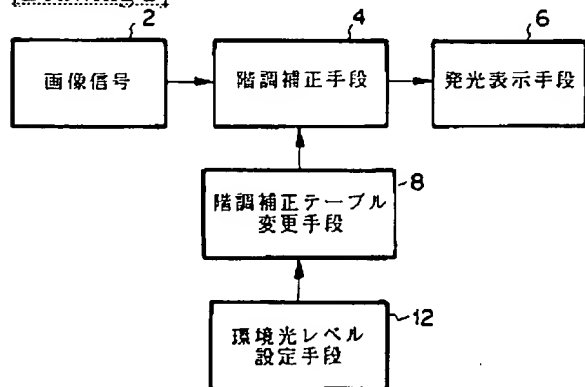 2
4
6
画像信号
階調補正手段
発光表示手段
8
階調補正テーブル
変更手段
12
環境光レベル
設定手段